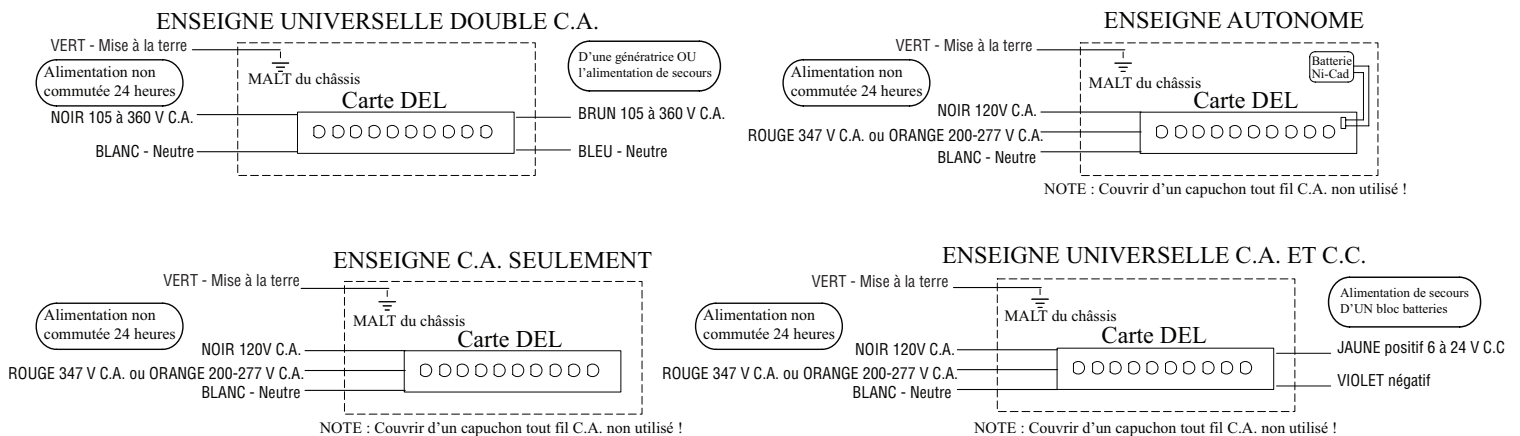 ENSEIGNE UNIVERSELLE DOUBLE C.A.
VERT - Mise à la terre
Alimentation non
commutée 24 heures
MALT du châssis
D'une génératrice OU
l'alimentation de secours
Carte DEL
NOIR 105 à 360 V C.A.
BRUN 105 à 360 V C.A.
BLANC - Neutre
BLEU - Neutre
ENSEIGNE AUTONOME
VERT - Mise à la terre
Alimentation non
commutée 24 heures
MALT du châssis
Batterie
Ni-Cad
Carte DEL
NOIR 120V C.A.
ROUGE 347 V C.A. ou ORANGE 200-277 V C.A.
BLANC - Neutre
NOTE : Couvrir d'un capuchon tout fil C.A. non utilisé !
ENSEIGNE C.A. SEULEMENT
VERT - Mise à la terre
Alimentation non
commutée 24 heures
MALT du châssis
Carte DEL
NOIR 120V C.A.
ROUGE 347 V C.A. ou ORANGE 200-277 V C.A.
BLANC - Neutre
NOTE : Couvrir d'un capuchon tout fil C.A. non utilisé !
ENSEIGNE UNIVERSELLE C.A. ET C.C.
VERT - Mise à la terre
Alimentation non
commutée 24 heures
MALT du châssis
Alimentation de secours
D'UN bloc batteries
Carte DEL
NOIR 120V C.A.
JAUNE positif 6 à 24 V C.C
ROUGE 347 V C.A. ou ORANGE 200-277 V C.A.
VIOLET négatif
BLANC - Neutre
NOTE : Couvrir d'un capuchon tout fil C.A. non utilisé !